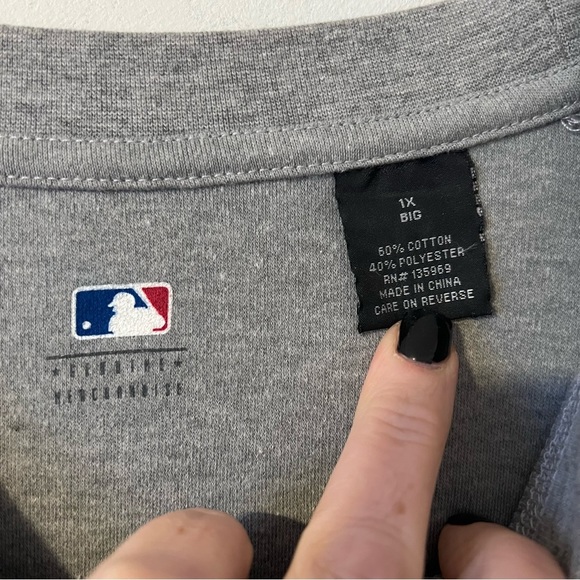 1X
BIG
60% COTTON
40% POLYESTER
RN# 135969
MADE IN CHINA
CARE ON REVERSE
GENUINE
MERCHANDISE